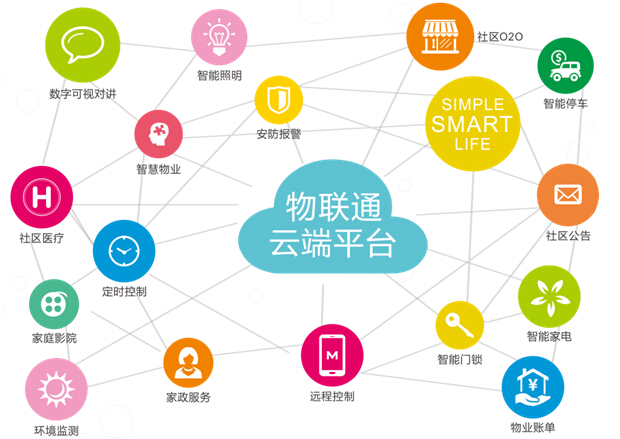 数字可视对讲
智能照明
社区O2O
智能停车
安防报警
SIMPLE
SMART
LIFE
智慧物业
H
社区医疗
物联通
云端平台
社区公告
定时控制
家庭影院
智能家电
智能门锁
M
¥
$
环境监测
家政服务
远程控制
物业账单